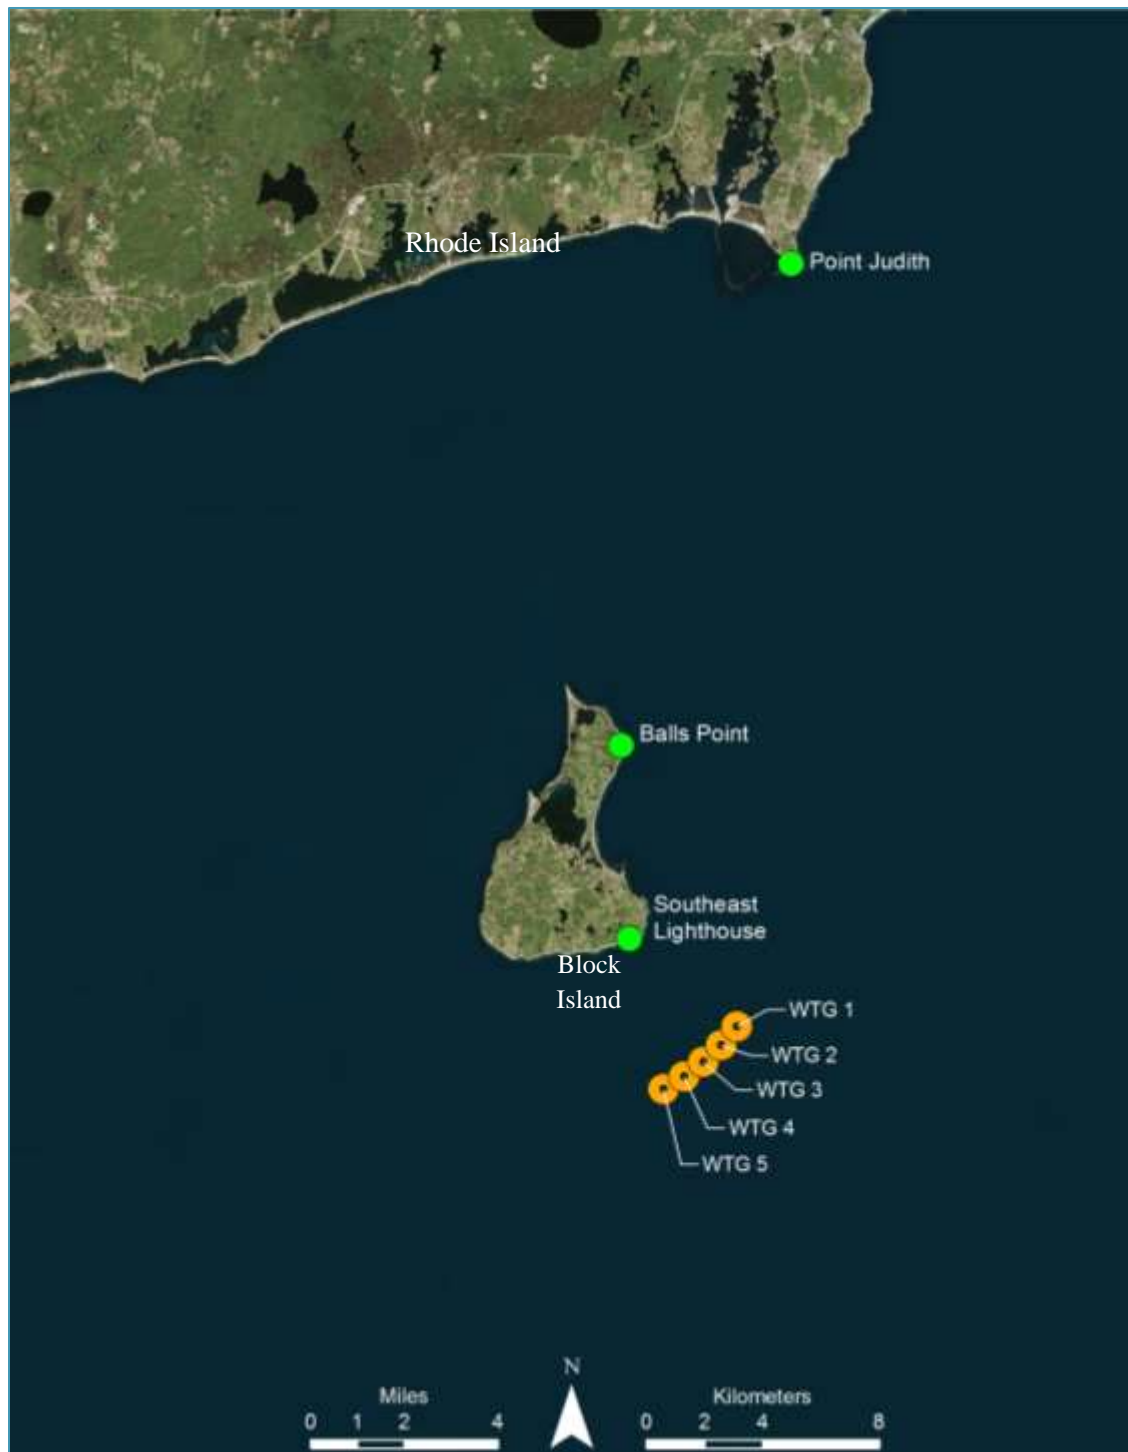 Rhode Island
Point Judith
Balls Point
Southeast
Lighthouse
Block
Island
WTG 1
WTG 2
WTG 3
WTG 4
WTG 5
N
Miles
Kilometers
0 1 2 4
0 2 4 8